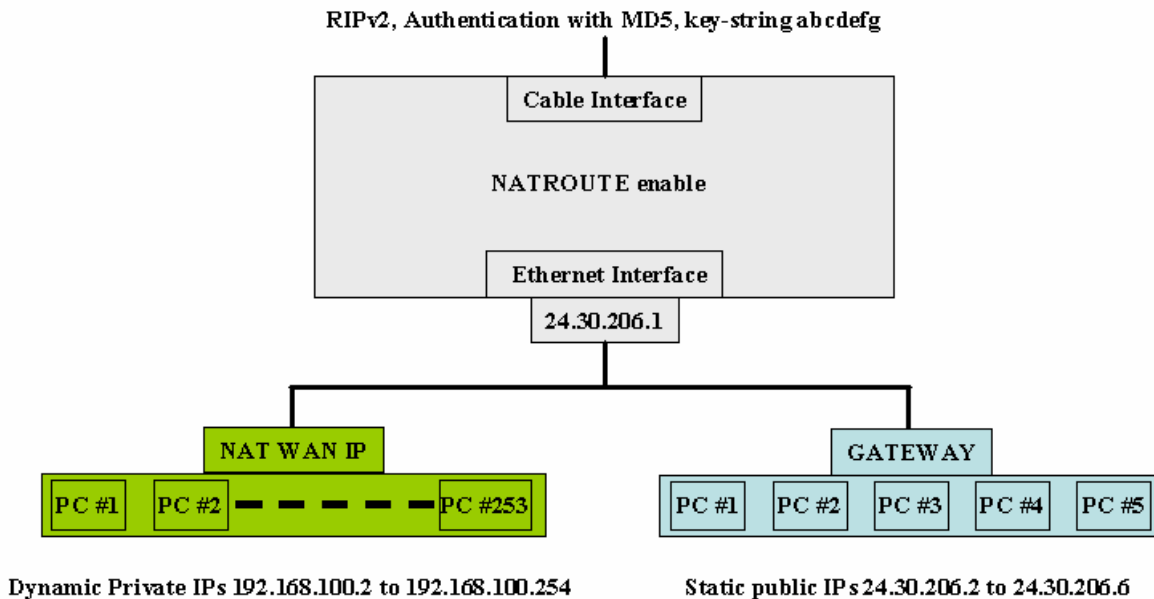 RIPv2, Authentication with MD5, key-string abcdefg
Cable Interface
NATROUTE enable
Ethernet Interface
24.30.206.1
NAT WAN IP
GATEWAY
PC #1 PC #2 PC #253
PC #1 PC #2 PC #3 PC #4 PC #5
Dynamic Private IPs 192.168.100.2 to 192.168.100.254
Static public IPs 24.30.206.2 to 24.30.206.6